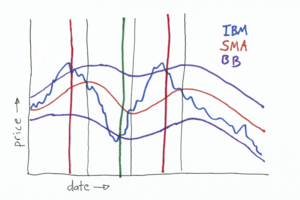 IBM
SMA
BB
price →
date →